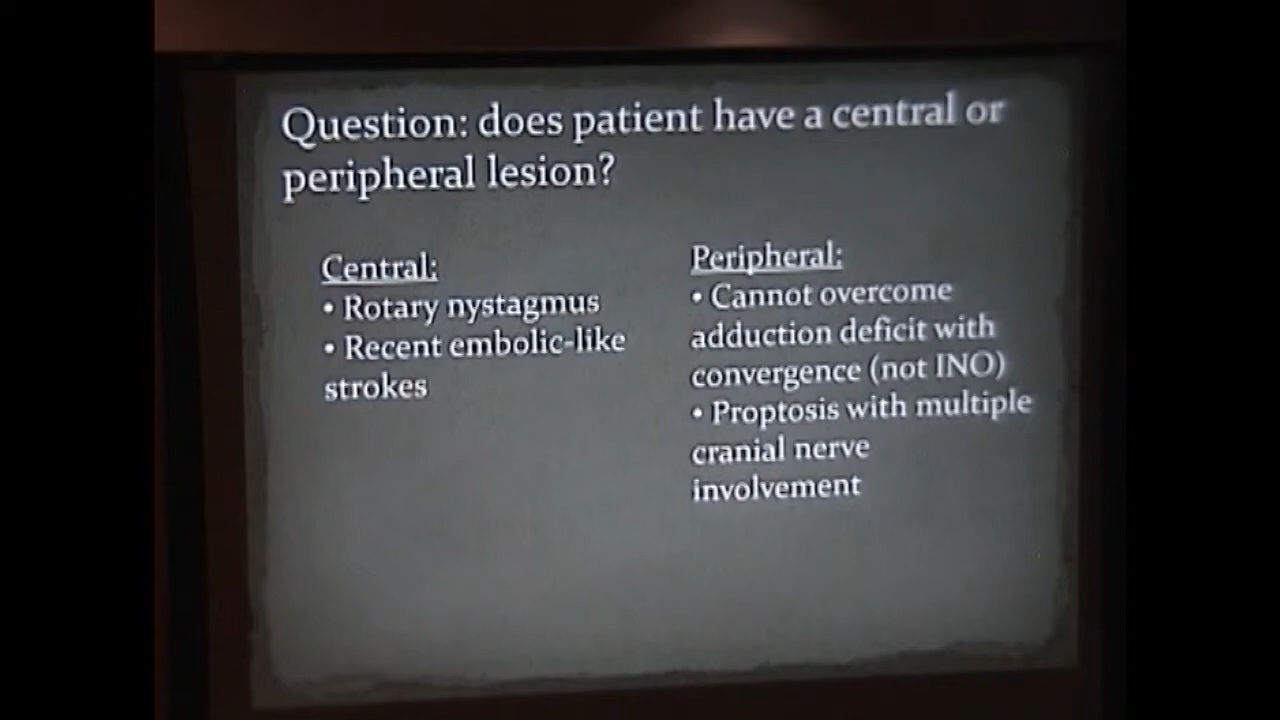 Question: does patient have a central or
peripheral lesion?
Central:
• Rotary nystagmus
• Recent embolic-like
strokes
Peripheral:
• Cannot overcome
adduction deficit with
convergence (not INO)
• Proptosis with multiple
cranial nerve
involvement